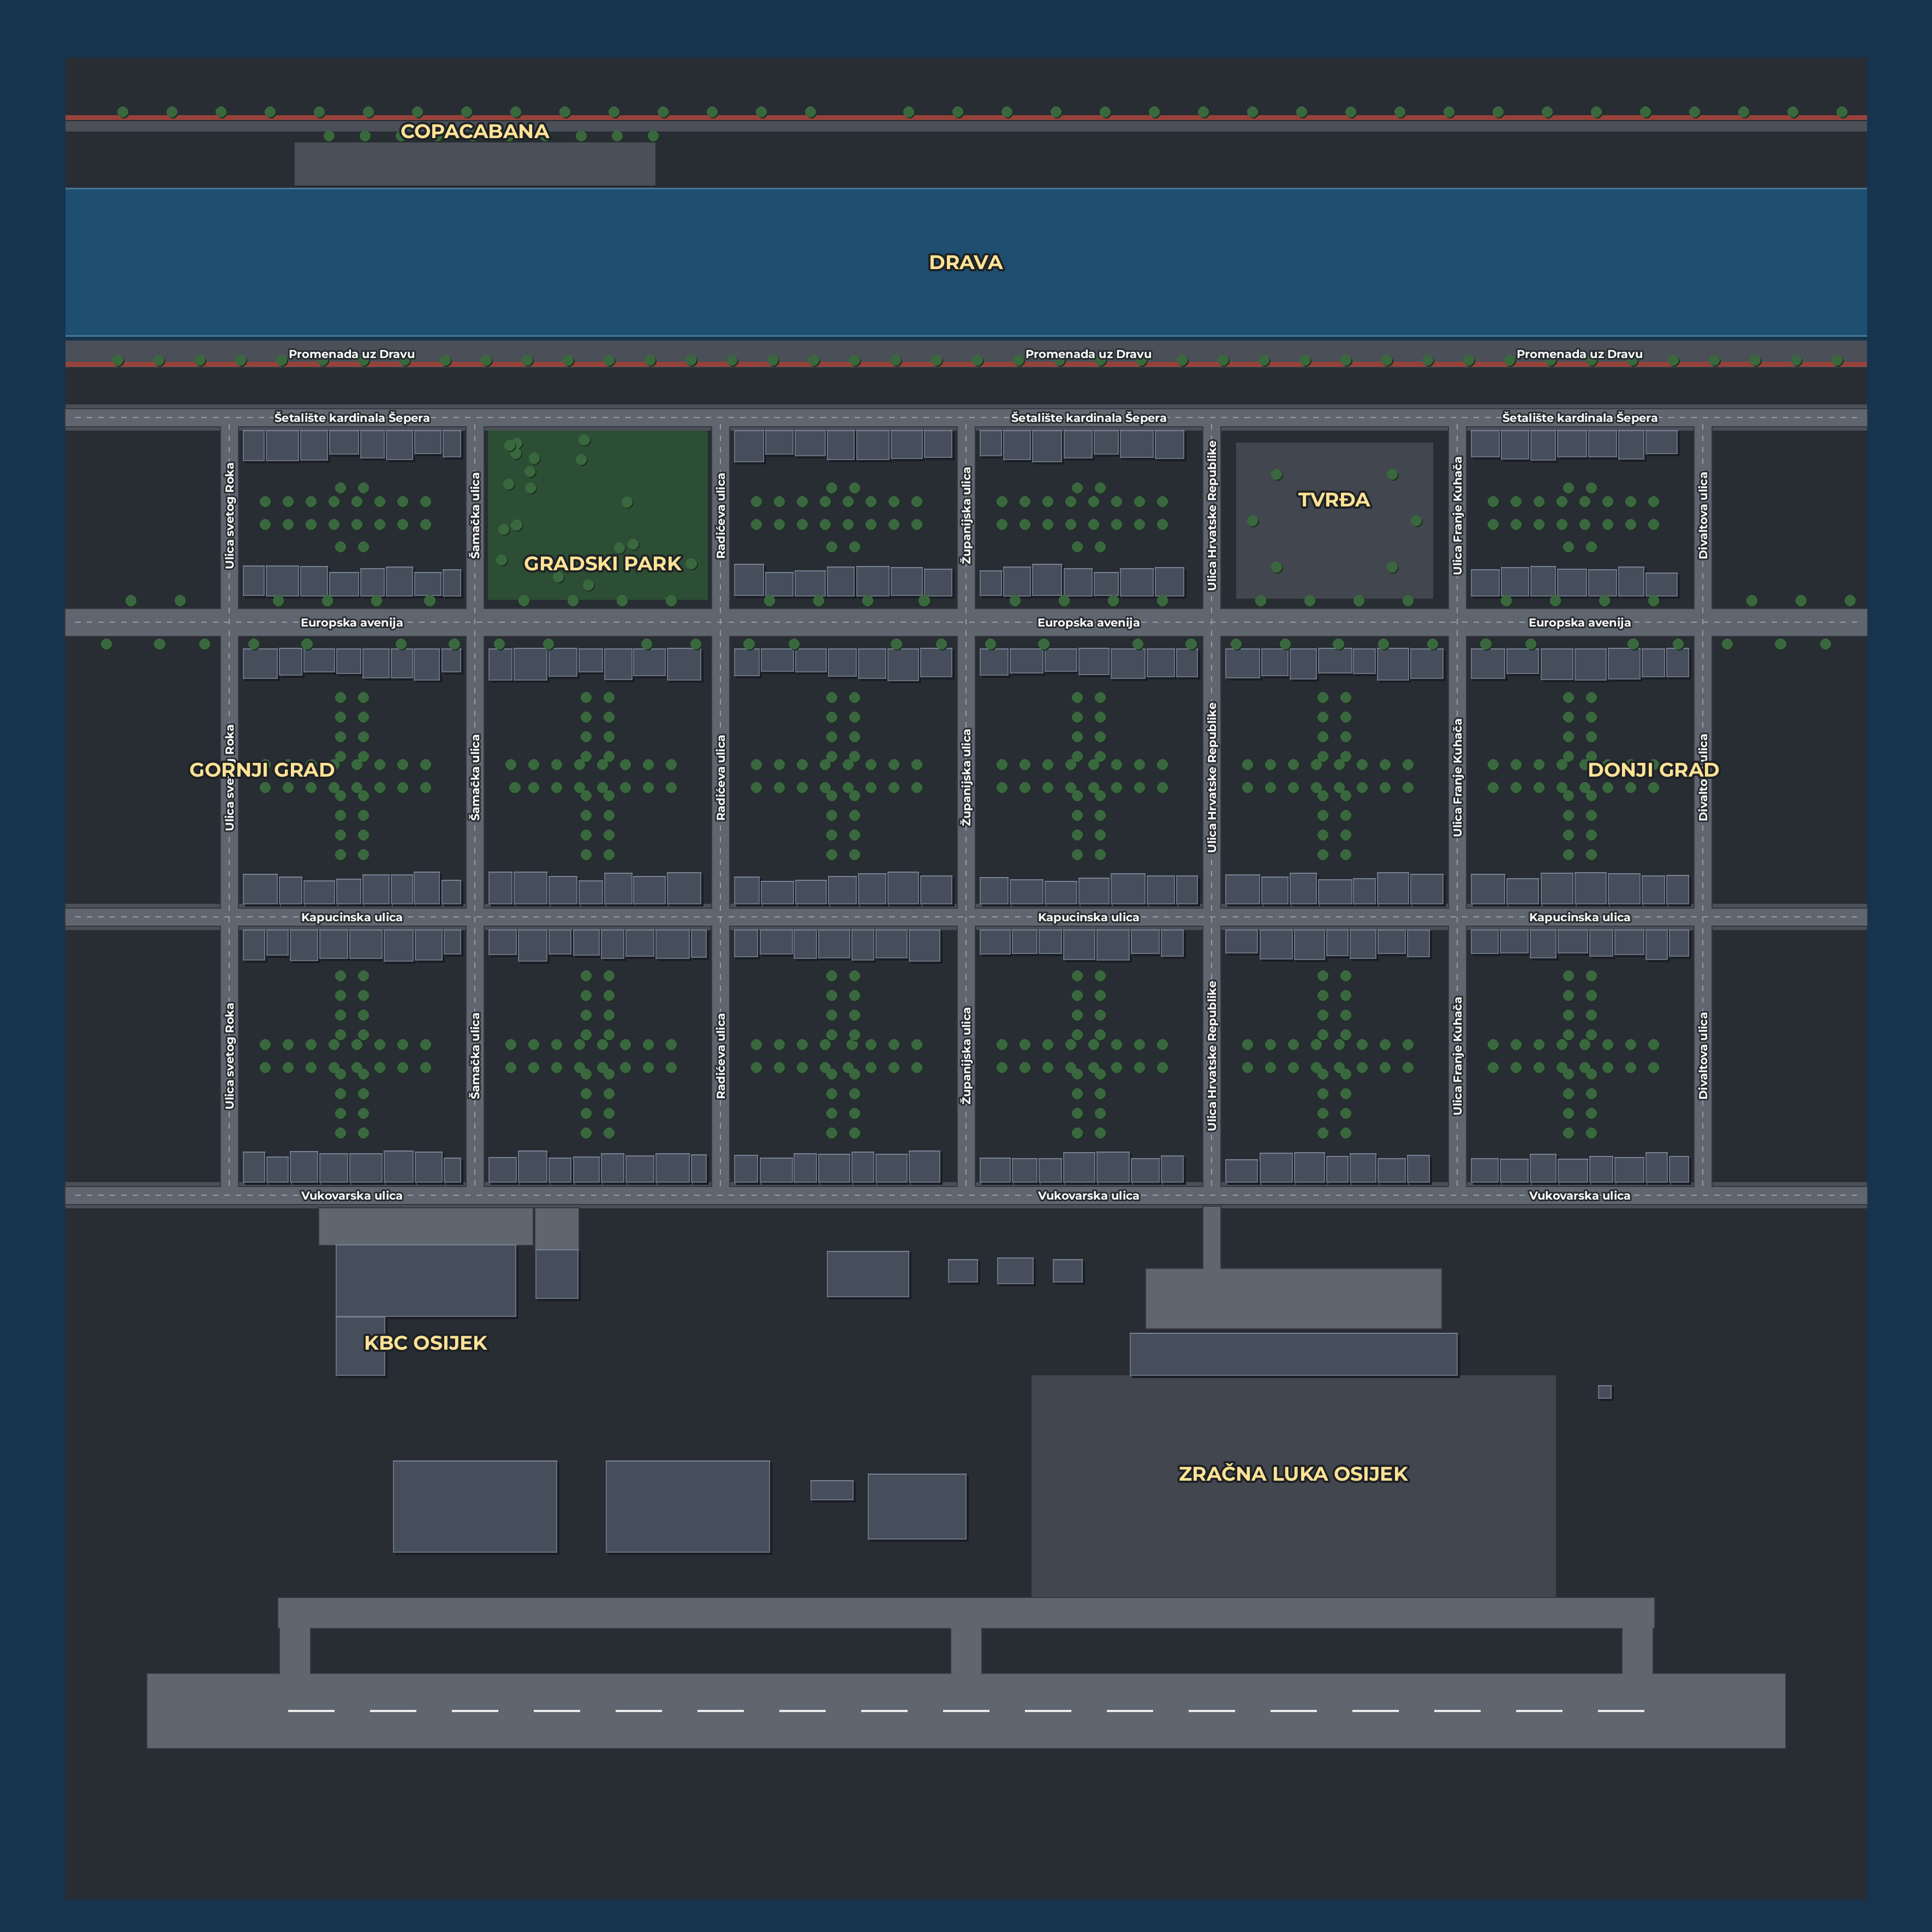 COPACABANA
DRAVA
Promenada uz Dravu
Promenada uz Dravu
Promenada uz Dravu
Šetalište kardinala Šepera
Šetalište kardinala Šepera
Šetalište kardinala Šepera
Ulica svetog Roka
Šamačka ulica
Radićeva ulica
Županijska ulica
Ulica Hrvatske Republike
Ulica Franje Kuhača
Divaltova ulica
TVRĐA
GRADSKI PARK
Europska avenija
Europska avenija
Europska avenija
Ulica svetog Roka
Šamačka ulica
Radićeva ulica
Županijska ulica
Ulica Hrvatske Republike
Ulica Franje Kuhača
Divaltova ulica
GORNJI GRAD
DONJI GRAD
Kapucinska ulica
Kapucinska ulica
Kapucinska ulica
Ulica svetog Roka
Šamačka ulica
Radićeva ulica
Županijska ulica
Ulica Hrvatske Republike
Ulica Franje Kuhača
Divaltova ulica
Vukovarska ulica
Vukovarska ulica
Vukovarska ulica
KBC OSIJEK
ZRAČNA LUKA OSIJEK